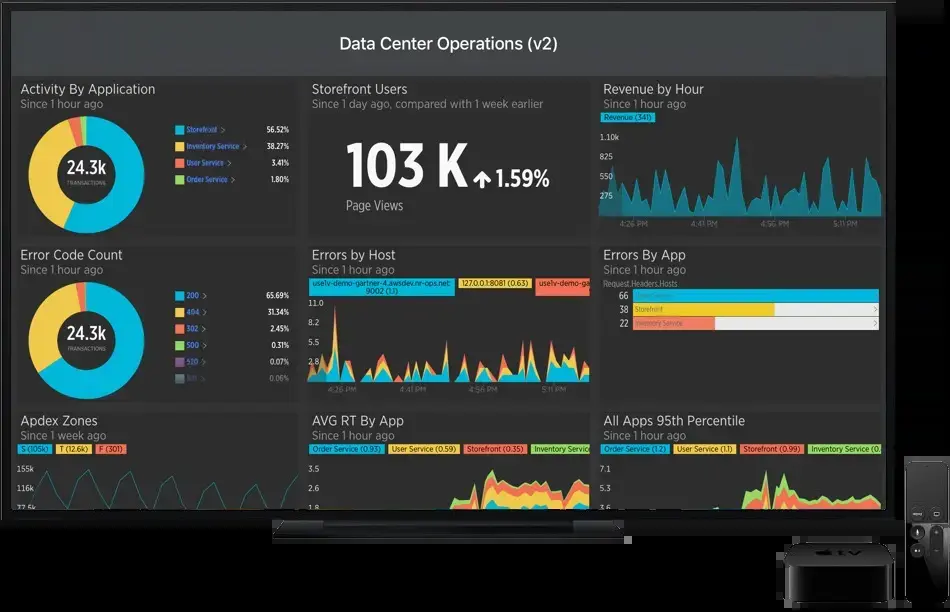 Data Center Operations (v2)
Activity By Application
Since 1 hour ago
24.3k
TRANSACTIONS
Storefront > 56.52%
Inventory Service > 38.27%
User Service > 3.41%
Order Service > 1.80%
Storefront Users
Since 1 day ago, compared with 1 week earlier
103 K
1.59%
Page Views
Revenue by Hour
Since 1 hour ago
Revenue (341)
1.10k
825
550
275
4:26 PM 4:41 PM 4:56 PM 5:11 PM
Error Code Count
Since 1 hour ago
24.3k
TRANSACTIONS
200 > 65.69%
404 > 31.34%
302 > 2.45%
500 > 0.31%
520 > 0.07%
0.06%
Errors by Host
Since 1 hour ago
uselv-demo-gartner-4.awsdev.nr-ops.net:
9002 (1.1)
127.0.0.1:8081 (0.63)
uselv-demo-ga
11.0
8.2
5.5
2.8
4:26 PM 4:41 PM 4:56 PM 5:11 PM
Errors By App
Since 1 hour ago
Request.Headers.Hosts
66
38 Storefront >
22 Inventory Service >
Apdex Zones
Since 1 week ago
S (105k) T (12.6k) F (301)
155k
116k
77.5k
AVG RT By App
Since 1 hour ago
Order Service (0.93) User Service (0.59) Storefront (0.35) Inventory Servic
3.5
2.6
1.8
All Apps 95th Percentile
Since 1 hour ago
Order Service (1.2) User Service (1.1) Storefront (0.99) Inventory Service (0.
7.1
5.3
3.6
MENU
tv